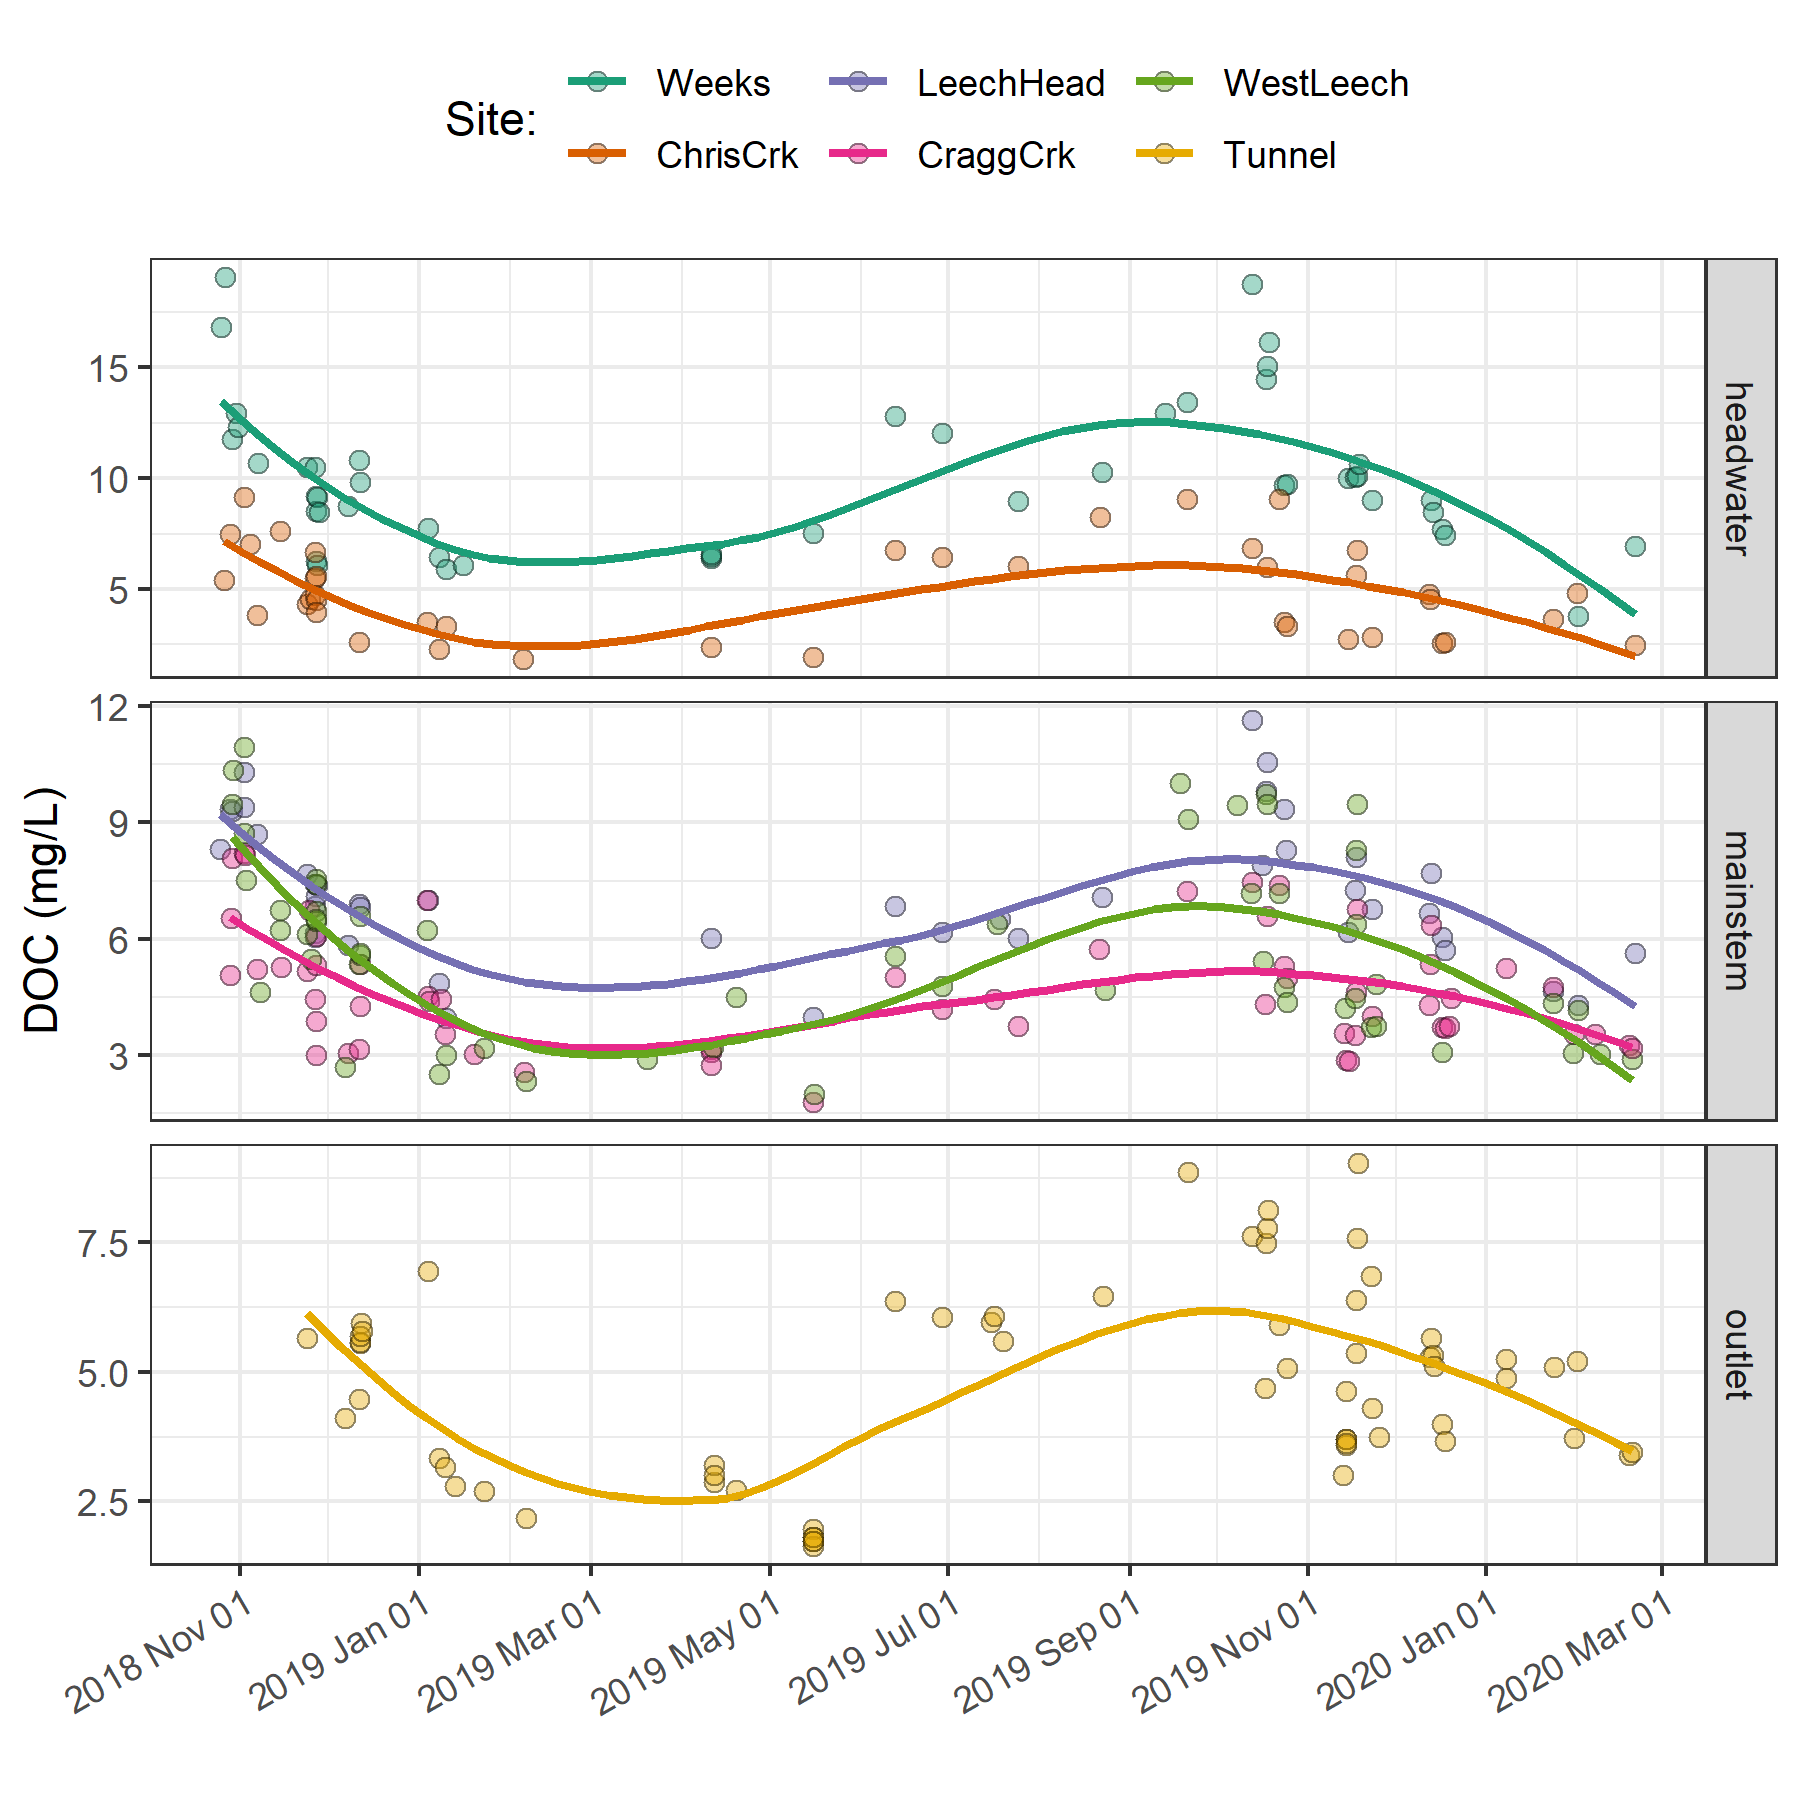 Site:
Weeks
LeechHead
WestLeech
ChrisCrk
CraggCrk
Tunnel
DOC (mg/L)
15
10
5
headwater
12
9
6
3
mainstem
7.5
5.0
2.5
outlet
2018 Nov 01
2019 Jan 01
2019 Mar 01
2019 May 01
2019 Jul 01
2019 Sep 01
2019 Nov 01
2020 Jan 01
2020 Mar 01